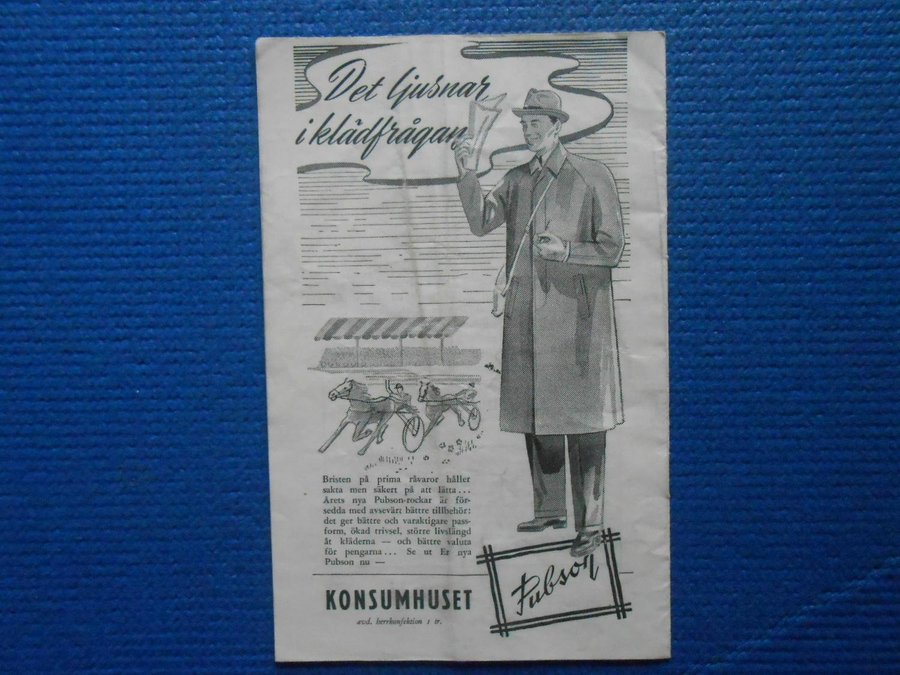 Det ljusnar
i klädfrågan
Bristen på prima råvaror håller
sakta men säkert på att lätta...
Årets nya Pubson-rockar är för-
sedda med avsevärt bättre tillbehör:
det ger bättre och varaktigare pass-
form, ökad trivsel, större livslängd
åt kläderna — och bättre valuta
för pengarna... Se ut Er nya
Pubson nu —
KONSUMHUSET
avd. herrkonfektion 1 tr.
Pubson